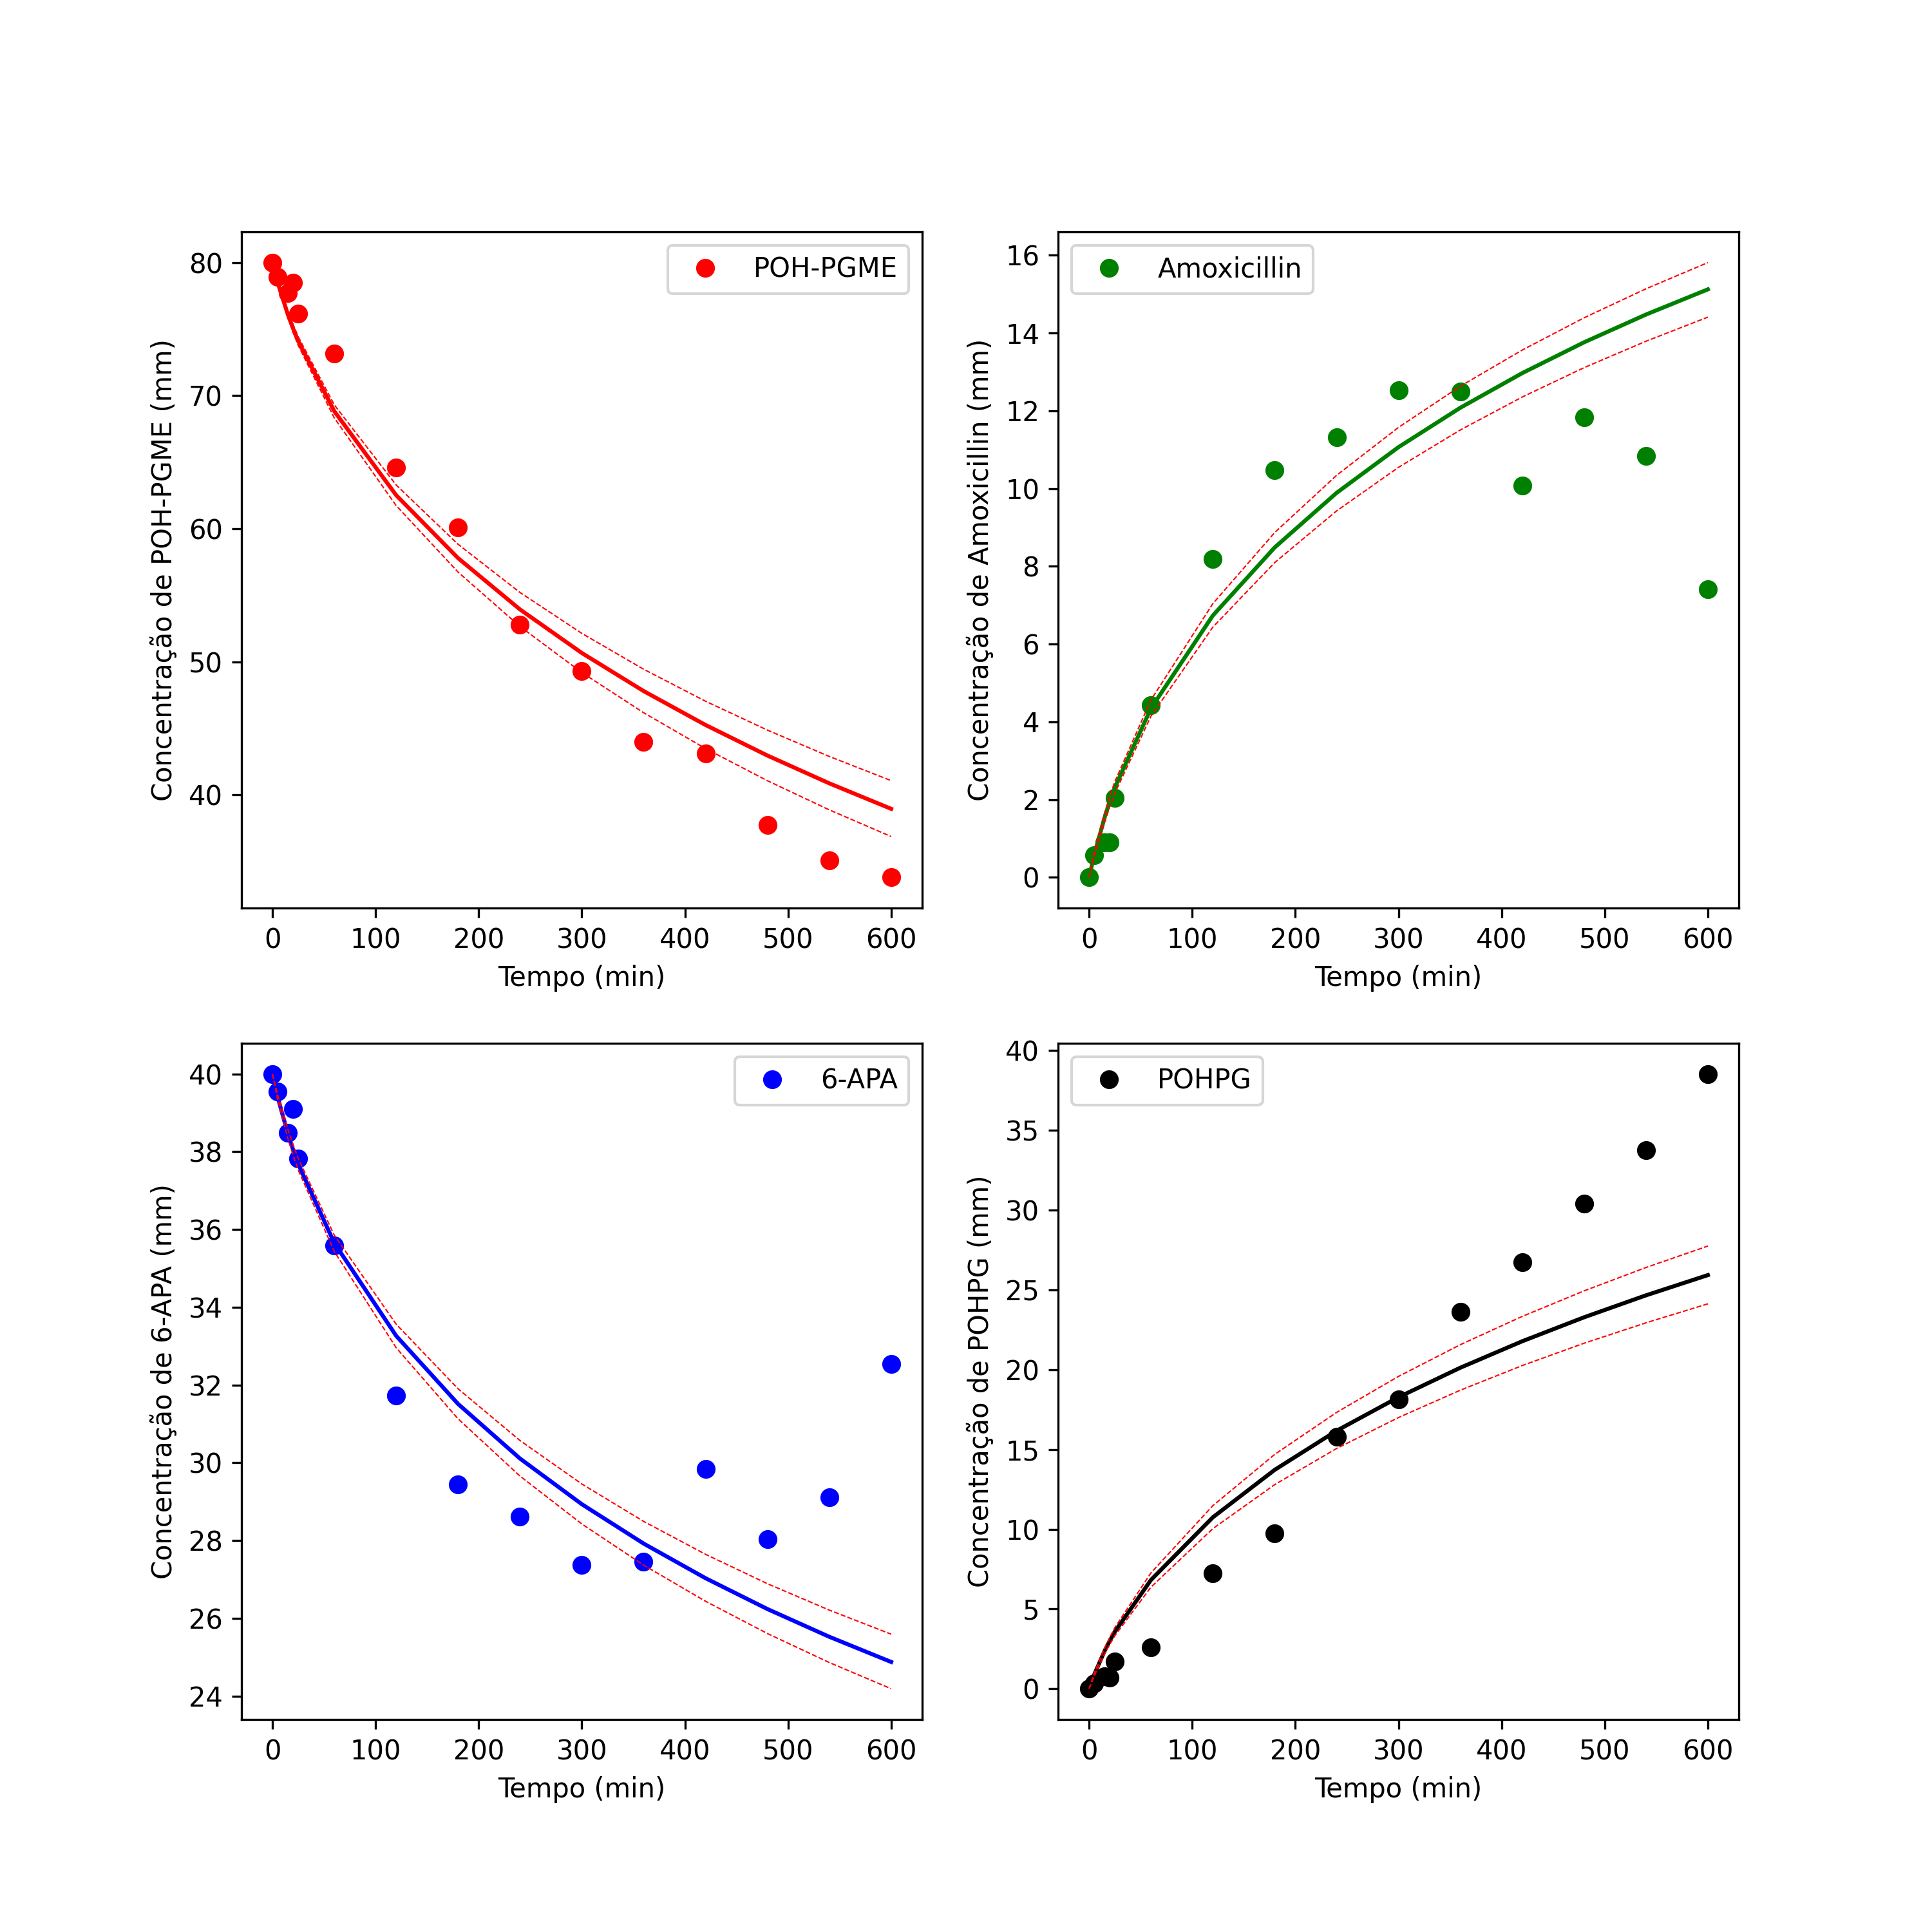 POH-PGME
80
70
60
50
40
Concentração de POH-PGME (mm)
0 100 200 300 400 500 600
Tempo (min)
Amoxicillin
16
14
12
10
8
6
4
2
0
Concentração de Amoxicillin (mm)
0 100 200 300 400 500 600
Tempo (min)
6-APA
40
38
36
34
32
30
28
26
24
Concentração de 6-APA (mm)
0 100 200 300 400 500 600
Tempo (min)
POHPG
40
35
30
25
20
15
10
5
0
Concentração de POHPG (mm)
0 100 200 300 400 500 600
Tempo (min)